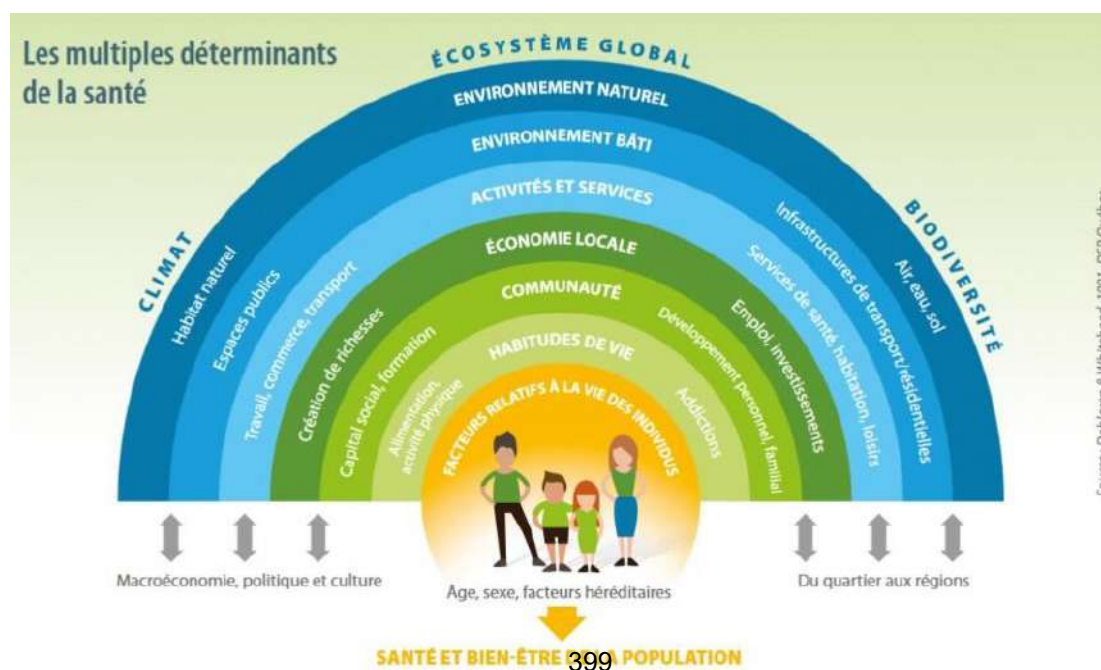 Les multiples déterminants
de la santé
ÉCOSYSTÈME GLOBAL
CLIMAT
BIODIVERSITÉ
ENVIRONNEMENT NATUREL
Habitat naturel
Air, eau, sol
ENVIRONNEMENT BÂTI
Espaces publics
Infrastructures de transport/résidentielles
ACTIVITÉS ET SERVICES
Travail, commerce, transport
Services de santé, habitation, loisirs
ÉCONOMIE LOCALE
Création de richesses
Emploi, investissements
COMMUNAUTÉ
Capital social, formation
Développement personnel, familial
HABITUDES DE VIE
Alimentation,
activité physique
Addictions
FACTEURS RELATIFS À LA VIE DES INDIVIDUS
Macroéconomie, politique et culture
Age, sexe, facteurs héréditaires
Du quartier aux régions
SANTÉ ET BIEN-ÊTRE POPULATION
399